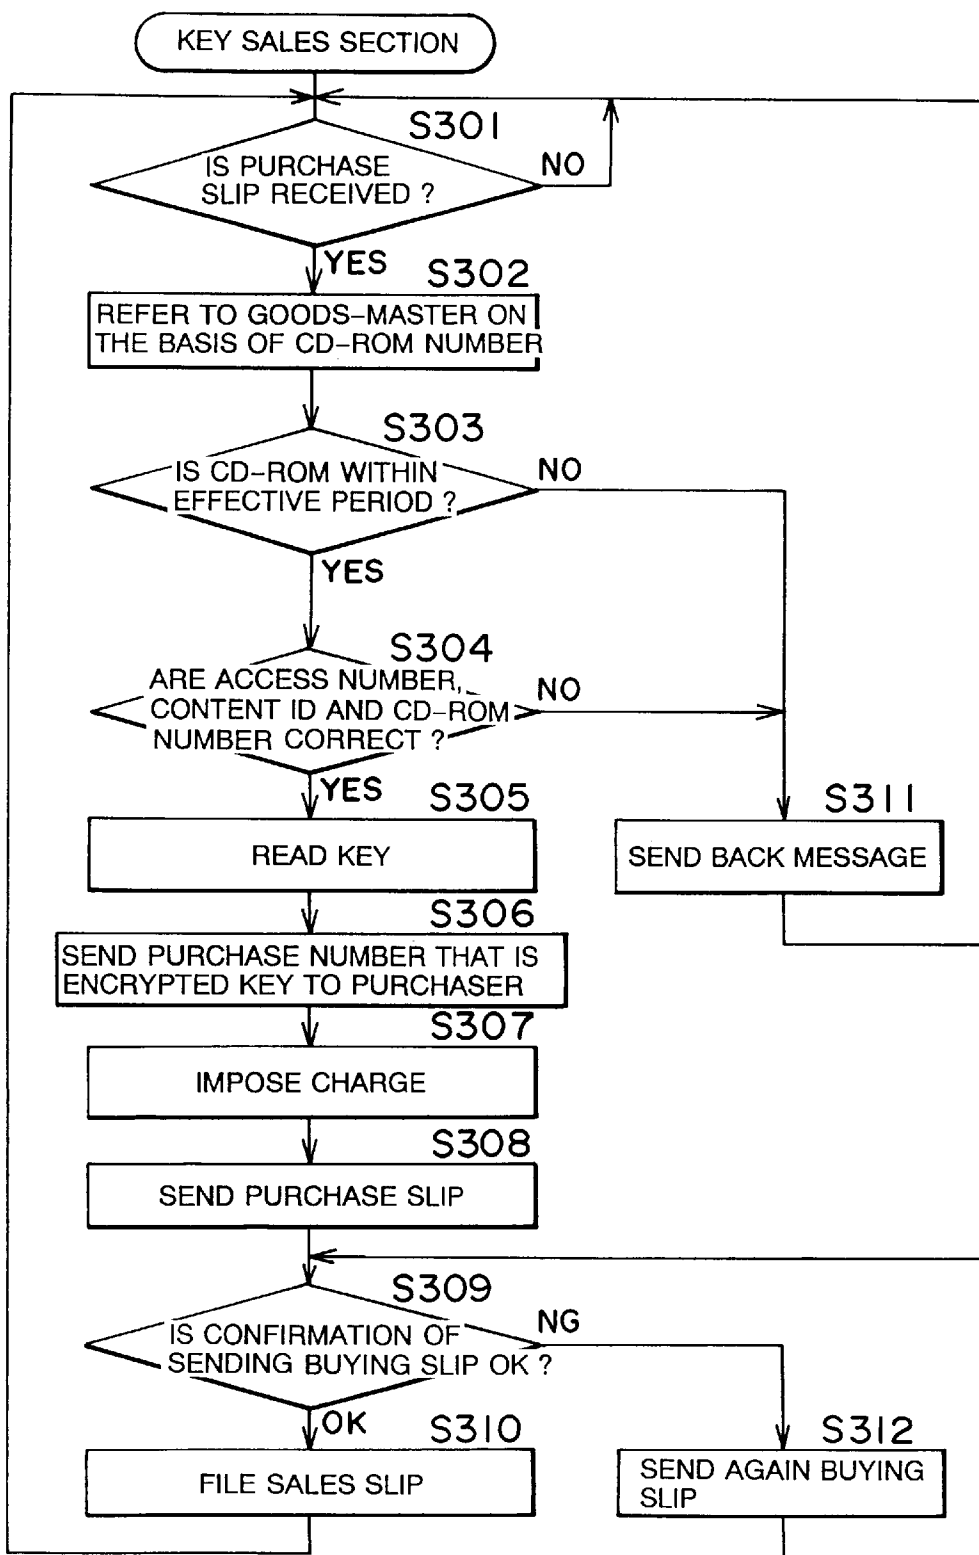 KEY SALES SECTION
S301
IS PURCHASE
SLIP RECEIVED ?
NO
YES
S302
REFER TO GOODS-MASTER ON
THE BASIS OF CD-ROM NUMBER
S303
IS CD-ROM WITHIN
EFFECTIVE PERIOD ?
NO
YES
S304
ARE ACCESS NUMBER,
CONTENT ID AND CD-ROM
NUMBER CORRECT ?
NO
YES
S305
READ KEY
S311
SEND BACK MESSAGE
S306
SEND PURCHASE NUMBER THAT IS
ENCRYPTED KEY TO PURCHASER
S307
IMPOSE CHARGE
S308
SEND PURCHASE SLIP
S309
IS CONFIRMATION OF
SENDING BUYING SLIP OK ?
NG
OK
S310
FILE SALES SLIP
S312
SEND AGAIN BUYING
SLIP